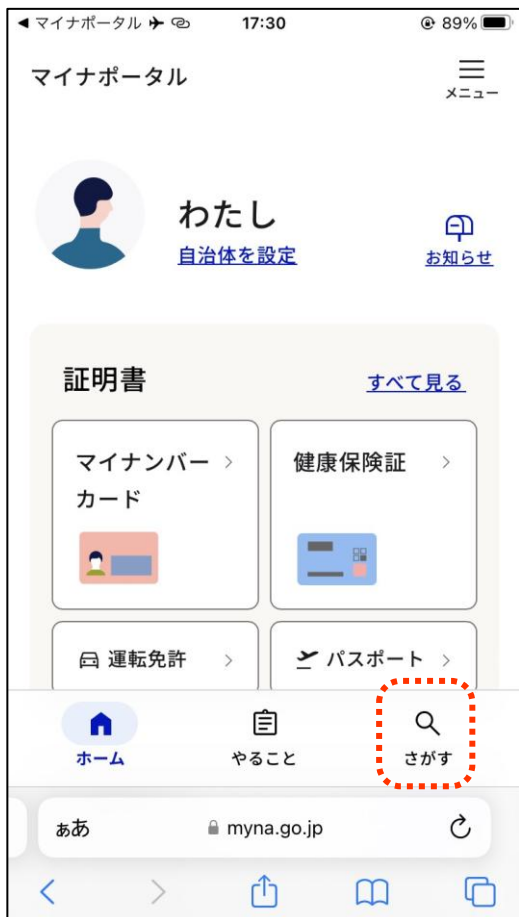 ◀ マイナポータル 17:30 89%
マイナポータル
メニュー
わたし
自治体を設定
お知らせ
証明書 すべて見る
マイナンバー
カード
健康保険証
運転免許 パスポート
ホーム やること さがす
ぁあ myna.go.jp